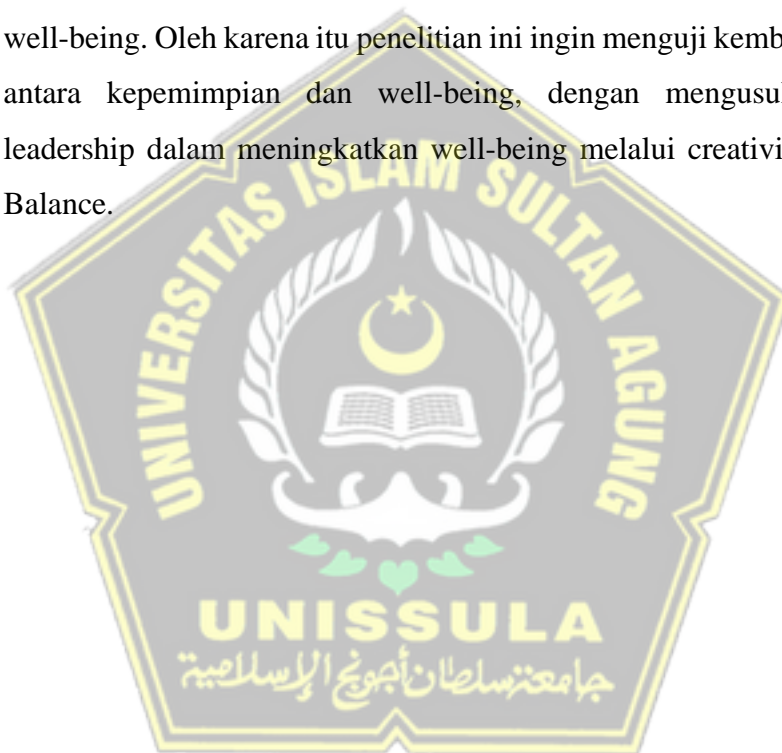 well-being. Oleh karena itu penelitian ini ingin menguji kemb
antara kepemimpian dan well-being, dengan mengusul
leadership dalam meningkatkan well-being melalui creativi
Balance.
UNIVERSITAS ISLAM SULTAN AGUNG
UNISSULA
جامعة سلطان أجونج الإسلامية